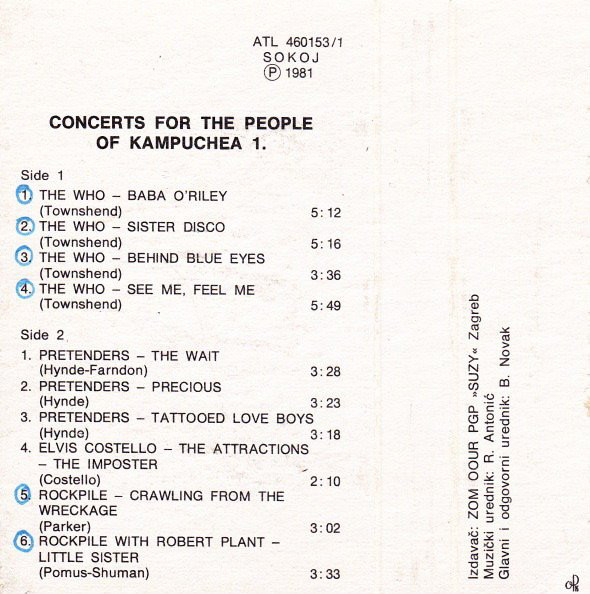 ATL 460153/1
SOKOJ
Ⓟ 1981
CONCERTS FOR THE PEOPLE
OF KAMPUCHEA 1.
Side 1
1. THE WHO – BABA O'RILEY
(Townshend) 5:12
2. THE WHO – SISTER DISCO
(Townshend) 5:16
3. THE WHO – BEHIND BLUE EYES
(Townshend) 3:36
4. THE WHO – SEE ME, FEEL ME
(Townshend) 5:49
Side 2
1. PRETENDERS – THE WAIT
(Hynde-Farndon) 3:28
2. PRETENDERS – PRECIOUS
(Hynde) 3:23
3. PRETENDERS – TATTOOED LOVE BOYS
(Hynde) 3:18
4. ELVIS COSTELLO – THE ATTRACTIONS
– THE IMPOSTER
(Costello) 2:10
5. ROCKPILE – CRAWLING FROM THE
WRECKAGE
(Parker) 3:02
6. ROCKPILE WITH ROBERT PLANT –
LITTLE SISTER
(Pomus-Shuman) 3:33
Izdavač: ZOM OOUR PGP »SUZY« Zagreb
Muzički urednik: R. Antonić
Glavni i odgovorni urednik: B. Novak